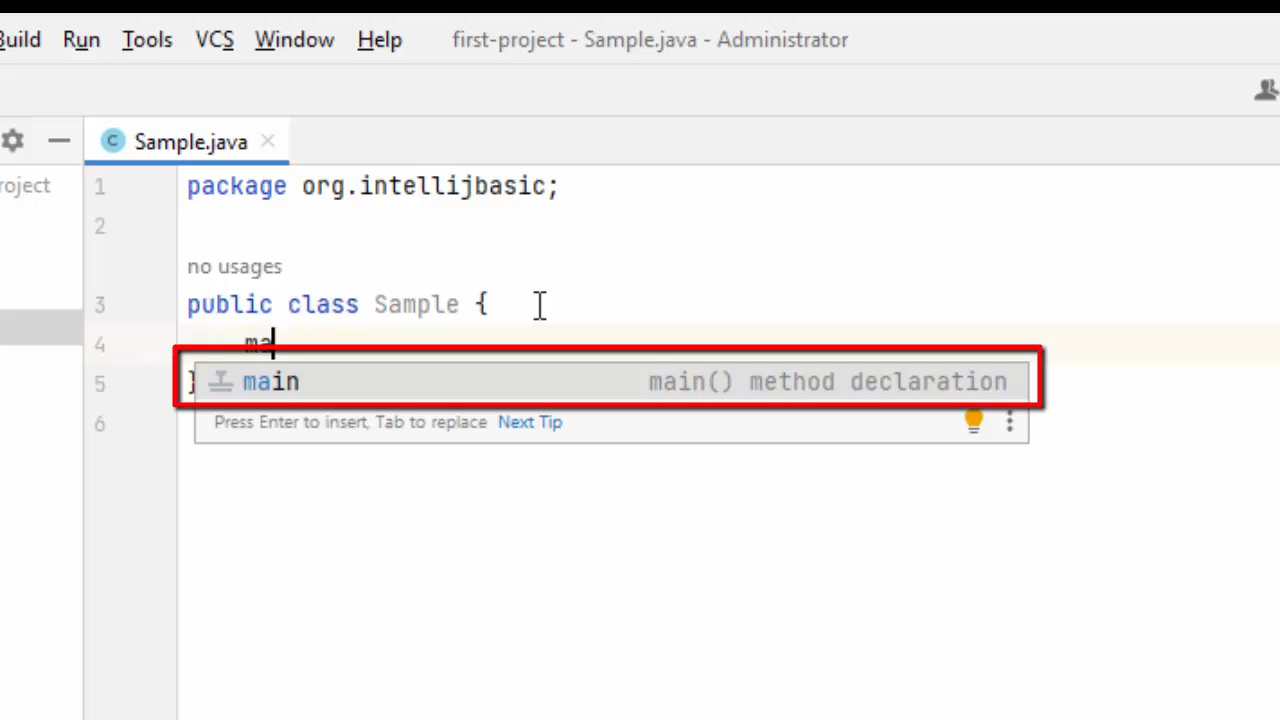 Build Run Tools VCS Window Help first-project - Sample.java - Administrator
Sample.java
roject
1 package org.intellijbasic;
2
no usages
3 public class Sample {
4 ma
5 }
main main() method declaration
6
Press Enter to insert, Tab to replace Next Tip